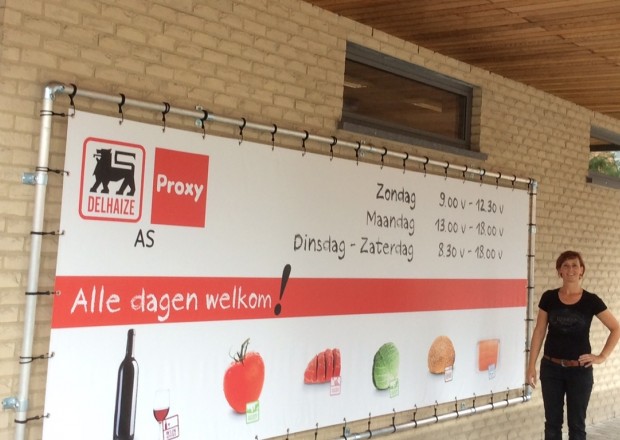 DELHAIZE
Proxy
AS
Zondag 9.00 v - 12.30 v
Maandag 13.00 v - 18.00 v
Dinsdag - Zaterdag 8.30 v - 18.00 v
Alle dagen welkom!